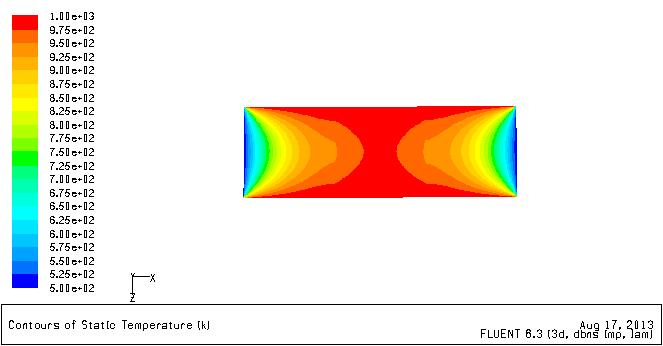 1.00e+03
9.75e+02
9.50e+02
9.25e+02
9.00e+02
8.75e+02
8.50e+02
8.25e+02
8.00e+02
7.75e+02
7.50e+02
7.25e+02
7.00e+02
6.75e+02
6.50e+02
6.25e+02
6.00e+02
5.75e+02
5.50e+02
5.25e+02
5.00e+02
Y X
Z
Contours of Static Temperature (k)
Aug 17, 2013
FLUENT 6.3 (3d, dbns imp, lam)